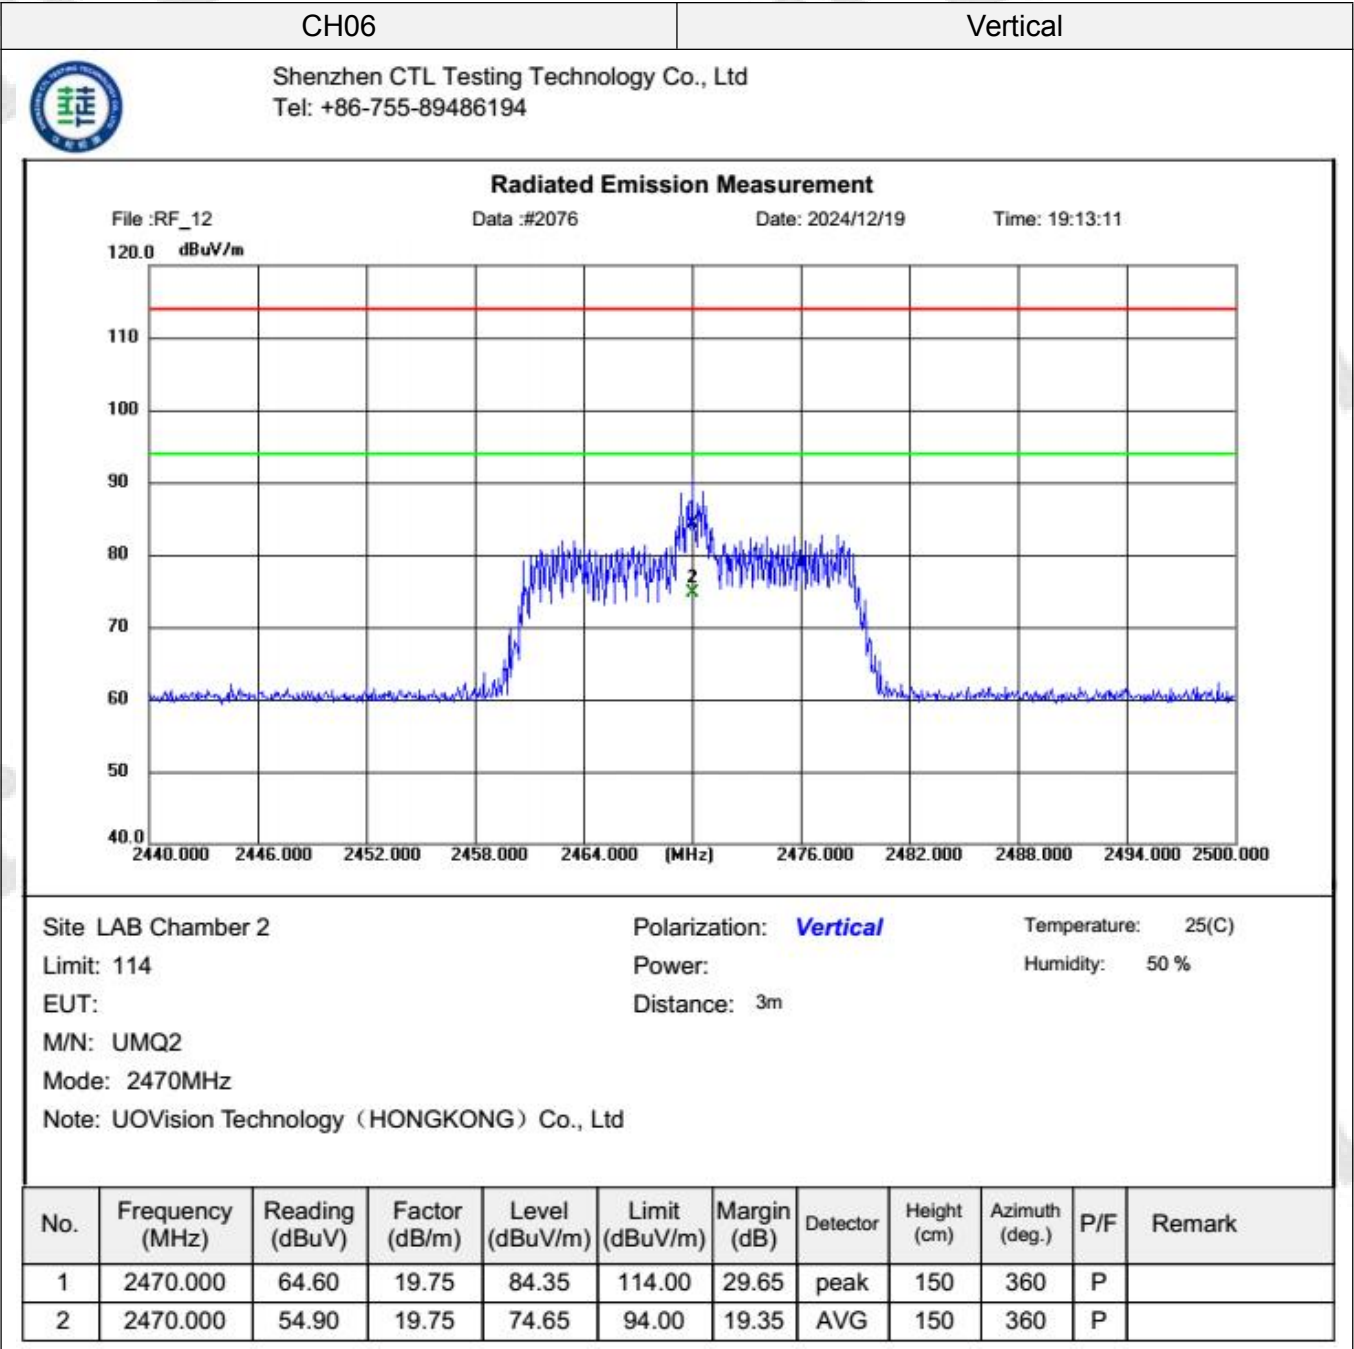 CH06 Vertical
Shenzhen CTL Testing Technology Co., Ltd
Tel: +86-755-89486194
Radiated Emission Measurement
File :RF_12 Data :#2076 Date: 2024/12/19 Time: 19:13:11
120.0 dBuV/m
110
100
90
80
2
70
60
50
40.0
2440.000 2446.000 2452.000 2458.000 2464.000 (MHz) 2476.000 2482.000 2488.000 2494.000 2500.000
Site LAB Chamber 2 Polarization: Vertical Temperature: 25(C)
Limit: 114 Power: Humidity: 50 %
EUT: Distance: 3m
M/N: UMQ2
Mode: 2470MHz
Note: UOVision Technology（HONGKONG）Co., Ltd
No. Frequency (MHz) Reading (dBuV) Factor (dB/m) Level (dBuV/m) Limit (dBuV/m) Margin (dB) Detector Height (cm) Azimuth (deg.) P/F Remark
1 2470.000 64.60 19.75 84.35 114.00 29.65 peak 150 360 P
2 2470.000 54.90 19.75 74.65 94.00 19.35 AVG 150 360 P